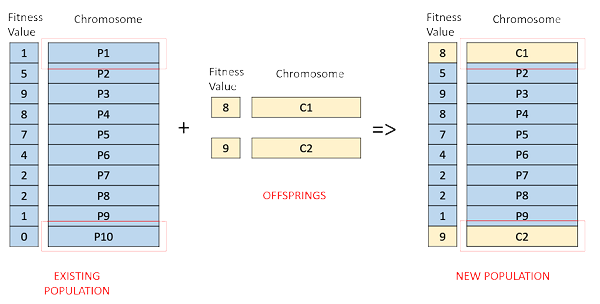 Fitness Value Chromosome
1 P1
5 P2
9 P3
8 P4
7 P5
4 P6
2 P7
2 P8
1 P9
0 P10
EXISTING
POPULATION
+
Fitness Value Chromosome
8 C1
9 C2
OFFSPRINGS
=>
Fitness Value Chromosome
8 C1
5 P2
9 P3
8 P4
7 P5
4 P6
2 P7
2 P8
1 P9
9 C2
NEW POPULATION